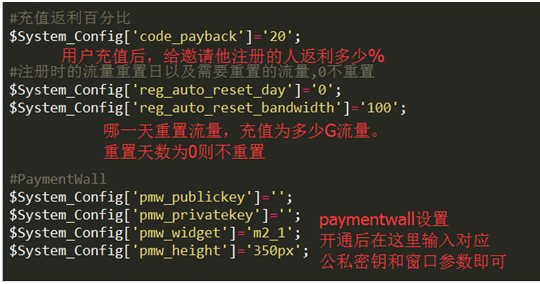 #充值返利百分比
$System_Config['code_payback']='20';
用户充值后，给邀请他注册的人返利多少%
#注册时的流量重置日以及需要重置的流量,0不重置
$System_Config['reg_auto_reset_day']='0';
$System_Config['reg_auto_reset_bandwidth']='100';
哪一天重置流量，充值为多少G流量。
重置天数为0则不重置
#PaymentWall
$System_Config['pmw_publickey']='';
$System_Config['pmw_privatekey']='';
$System_Config['pmw_widget']='m2_1';
$System_Config['pmw_height']='350px';
paymentwall设置
开通后在这里输入对应
公私密钥和窗口参数即可